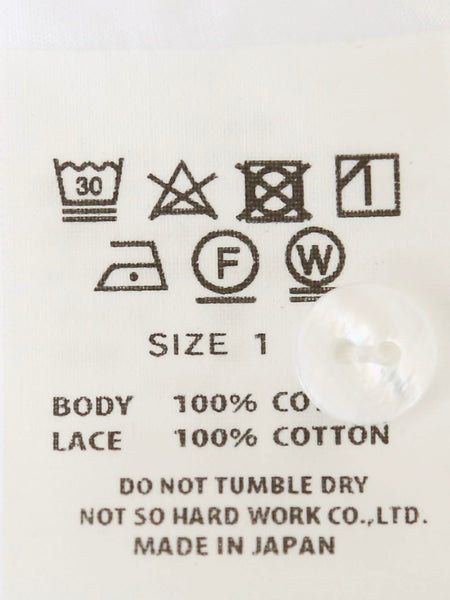 30
F W
SIZE 1
BODY 100%
LACE 100% COTTON
DO NOT TUMBLE DRY
NOT SO HARD WORK CO.,LTD.
MADE IN JAPAN